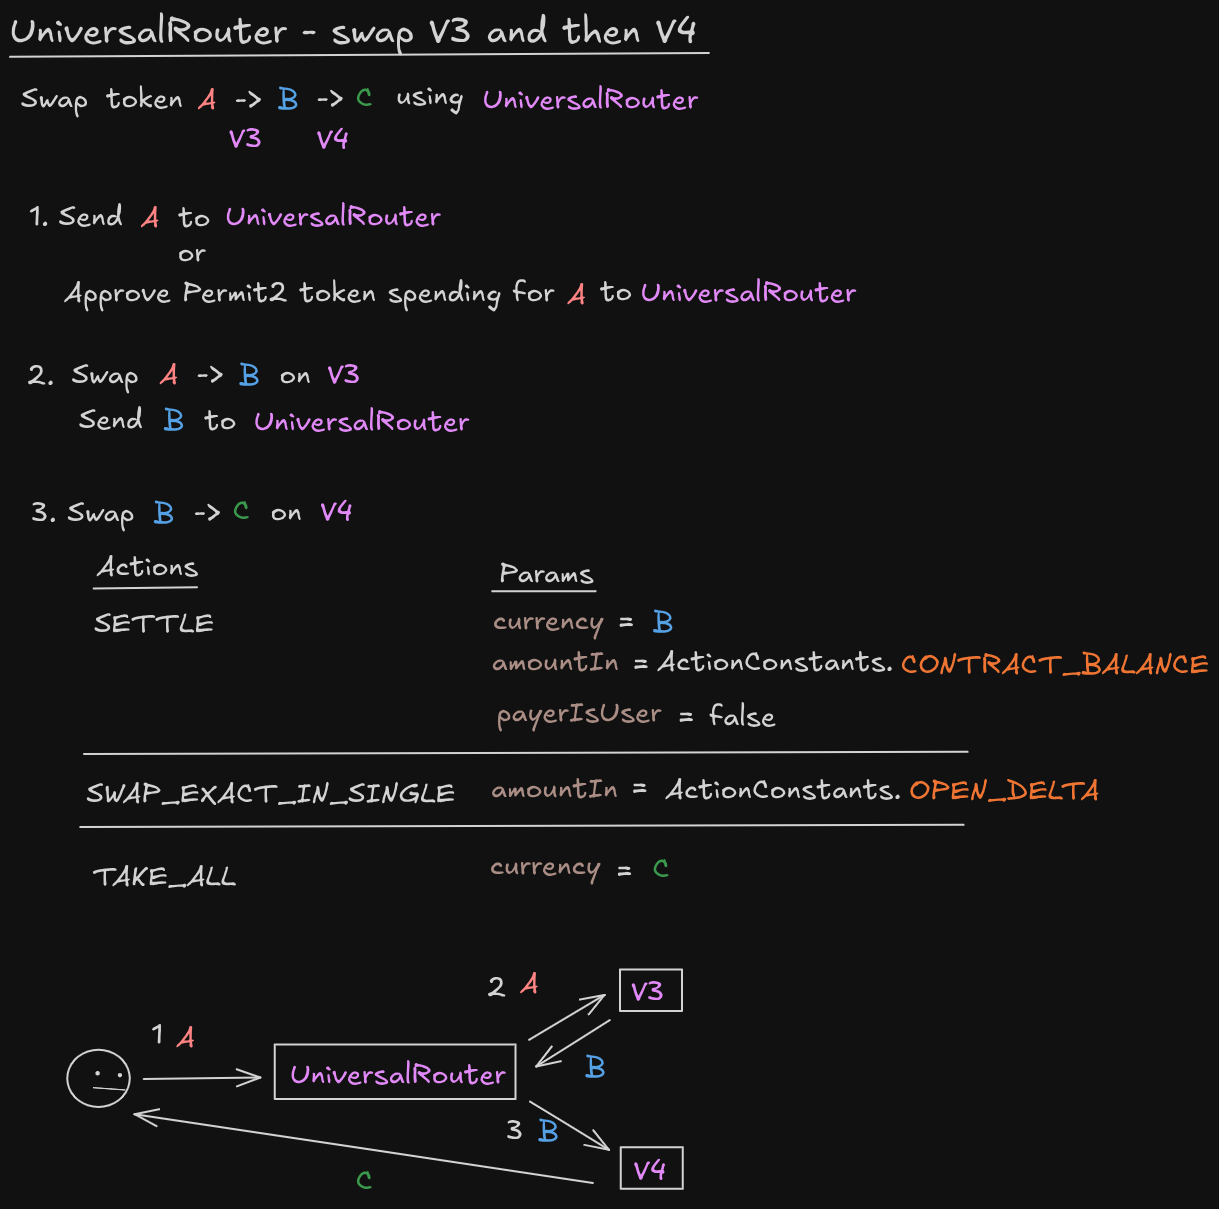 UniversalRouter - swap V3 and then V4
Swap token A -> B -> C using UniversalRouter
V3 V4
1. Send A to UniversalRouter
or
Approve Permit2 token spending for A to UniversalRouter
2. Swap A -> B on V3
Send B to UniversalRouter
3. Swap B -> C on V4
Actions Params
SETTLE currency = B
amountIn = ActionConstants.CONTRACT_BALANCE
payerIsUser = false
SWAP_EXACT_IN_SINGLE amountIn = ActionConstants.OPEN_DELTA
TAKE_ALL currency = C
2 A V3
1 A
B
UniversalRouter
3 B
V4
C